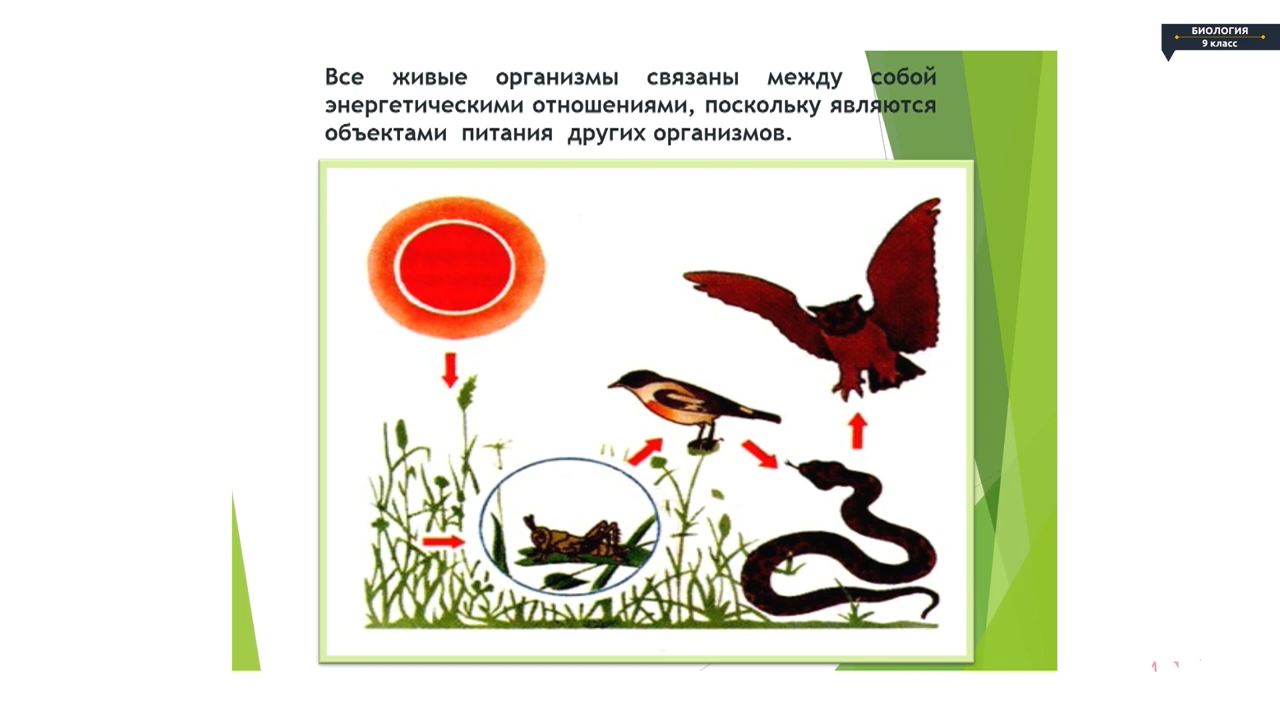 БИОЛОГИЯ
9 класс
Все живые организмы связаны между собой
энергетическими отношениями, поскольку являются
объектами питания других организмов.